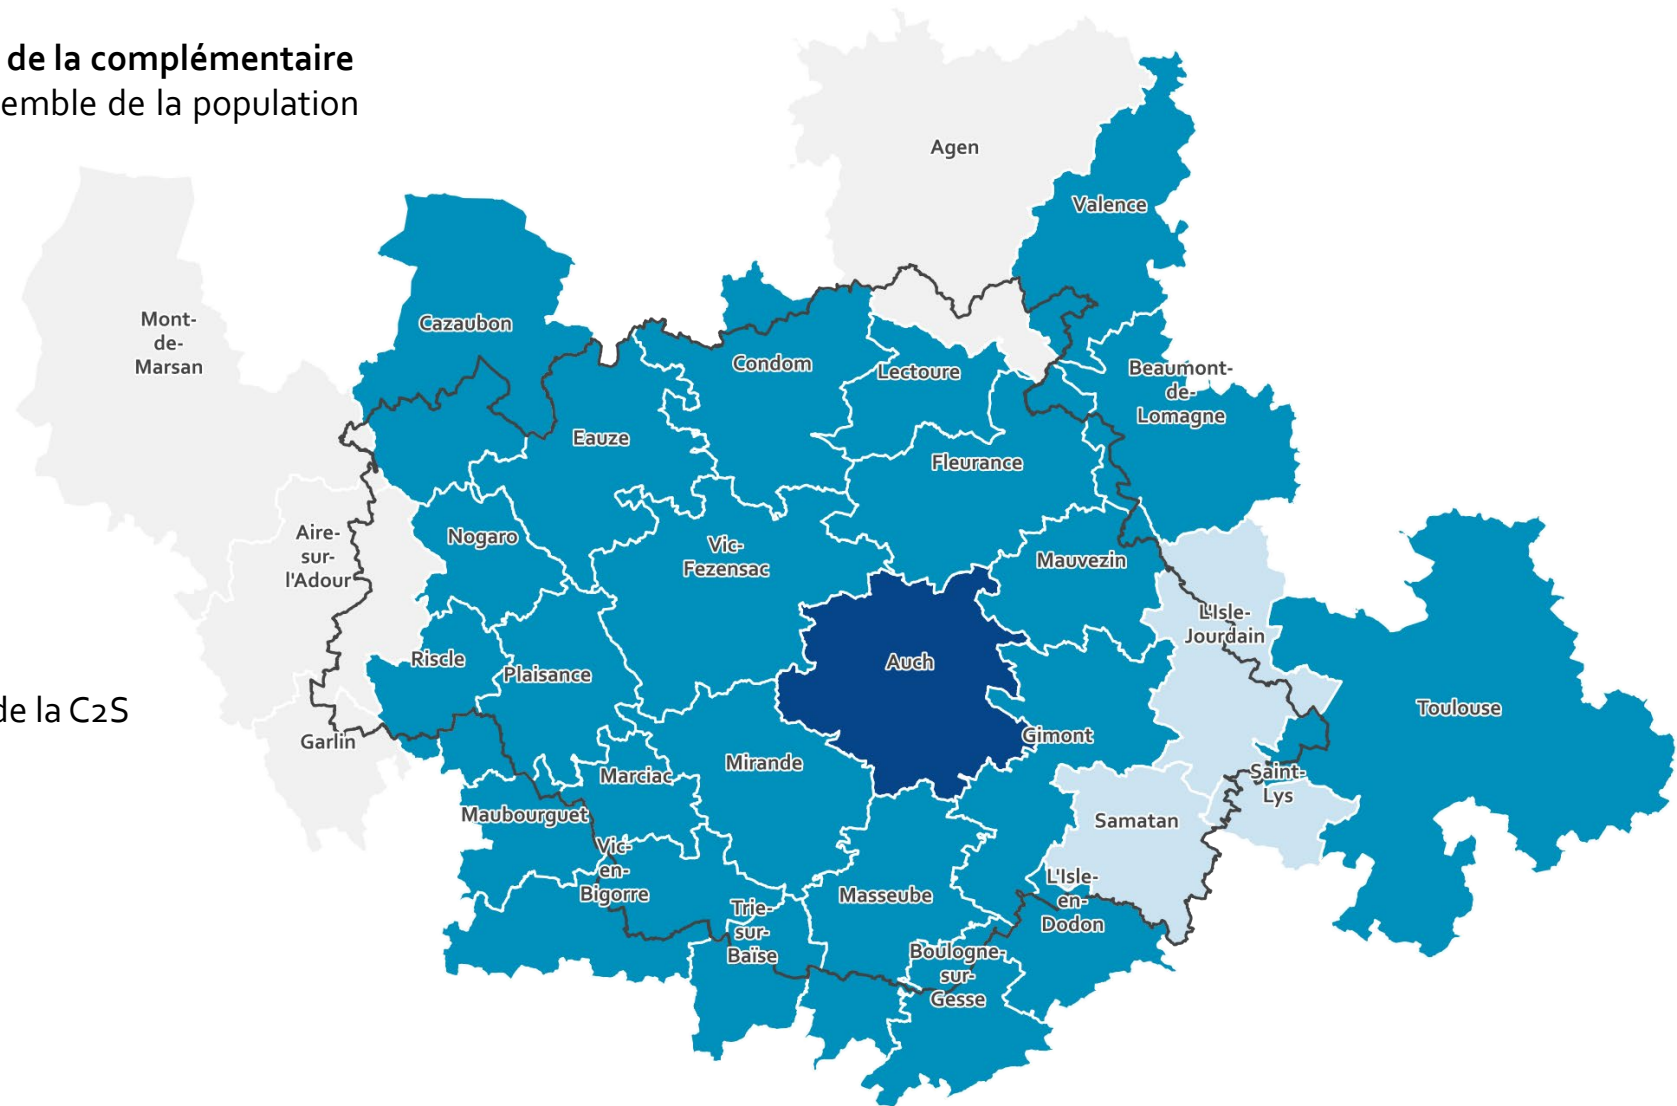 de la complémentaire
emble de la population
Agen
Valence
Mont-
de-
Marsan
Cazaubon
Condom
Lectoure
Beaumont-
de-
Lomagne
Eauze
Fleurance
Aire-
sur-
l'Adour
Nogaro
Vic-
Fezensac
Mauvezin
L'Isle-
Jourdain
Riscle
Plaisance
Auch
Toulouse
de la C2S
Garlin
Gimont
Marciac
Mirande
Saint-
Lys
Maubourguet
Samatan
Vic-
en-
Bigorre
Masseube
L'Isle-
en-
Dodon
Trie-
sur-
Baïse
Boulogne-
sur-
Gesse